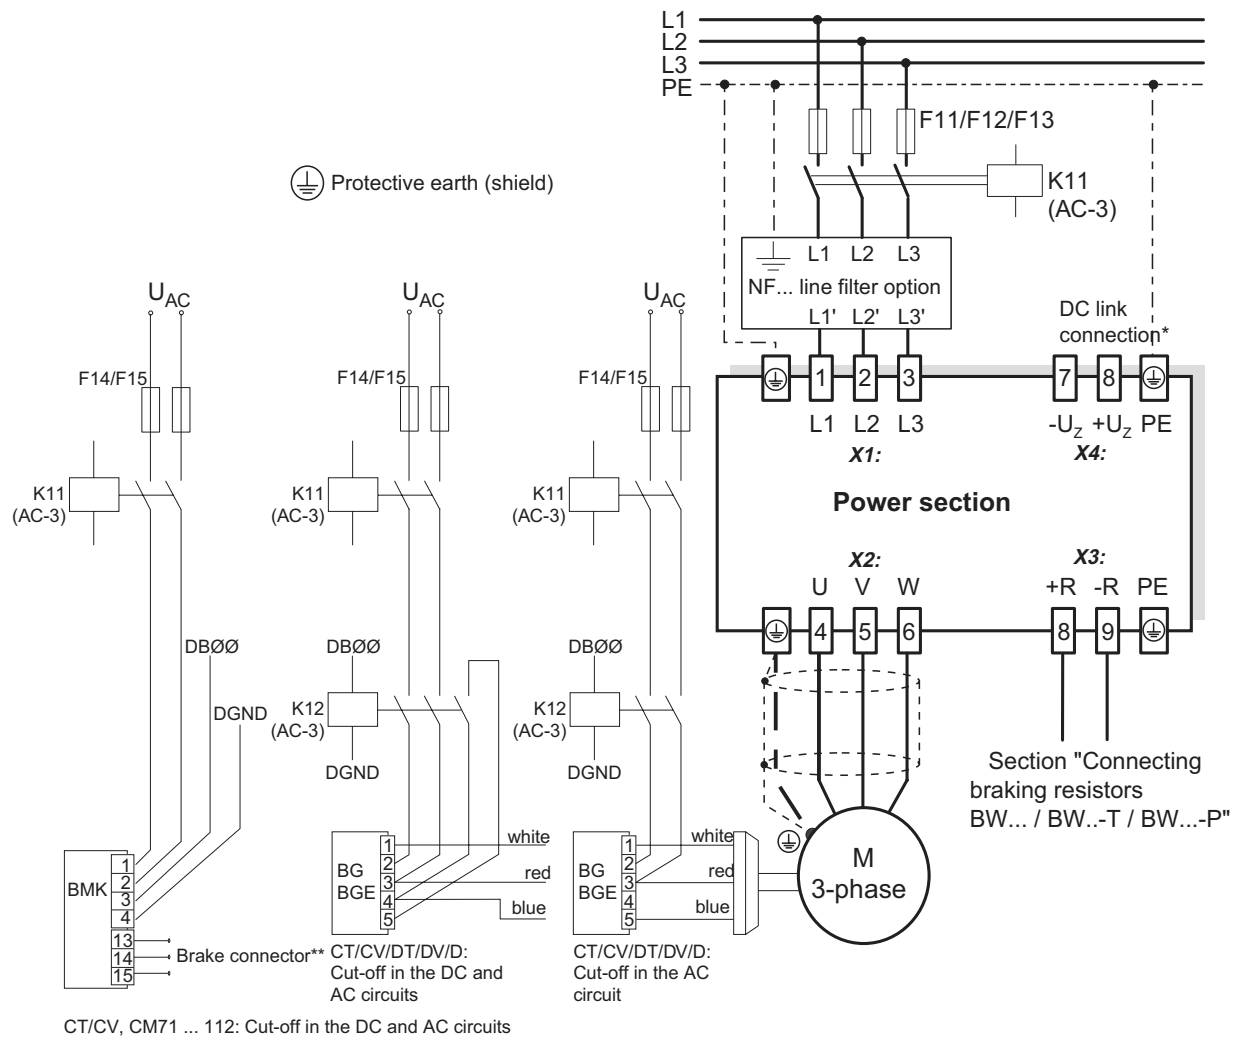 L1
L2
L3
PE
F11/F12/F13
K11
(AC-3)
Protective earth (shield)
L1 L2 L3
NF... line filter option
L1' L2' L3'
DC link
connection*
1 2 3 7 8
L1 L2 L3 -UZ +UZ PE
X1: X4:
Power section
X2: X3:
U V W +R -R PE
4 5 6 8 9
Section "Connecting
braking resistors
BW... / BW..-T / BW...-P"
M
3-phase
UAC
F14/F15
K11
(AC-3)
DBØØ
DGND
BMK
1
2
3
4
13
14
15
Brake connector**
CT/CV, CM71 ... 112: Cut-off in the DC and AC circuits
UAC
F14/F15
K11
(AC-3)
DBØØ
K12
(AC-3)
DGND
BG
BGE
1
2
3
4
5
white
red
blue
CT/CV/DT/DV/D:
Cut-off in the DC and
AC circuits
UAC
F14/F15
K11
(AC-3)
DBØØ
K12
(AC-3)
DGND
BG
BGE
1
2
3
4
5
white
red
blue
CT/CV/DT/DV/D:
Cut-off in the AC
circuit